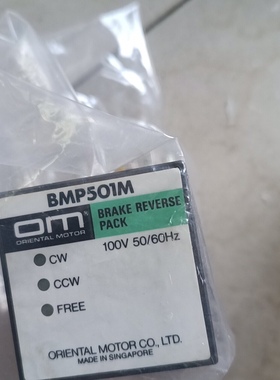 BMP501M
om
ORIENTAL MOTOR
BRAKE REVERSE
PACK
100V 50/60Hz
CW
CCW
FREE
ORIENTAL MOTOR CO., LTD.
MADE IN SINGAPORE